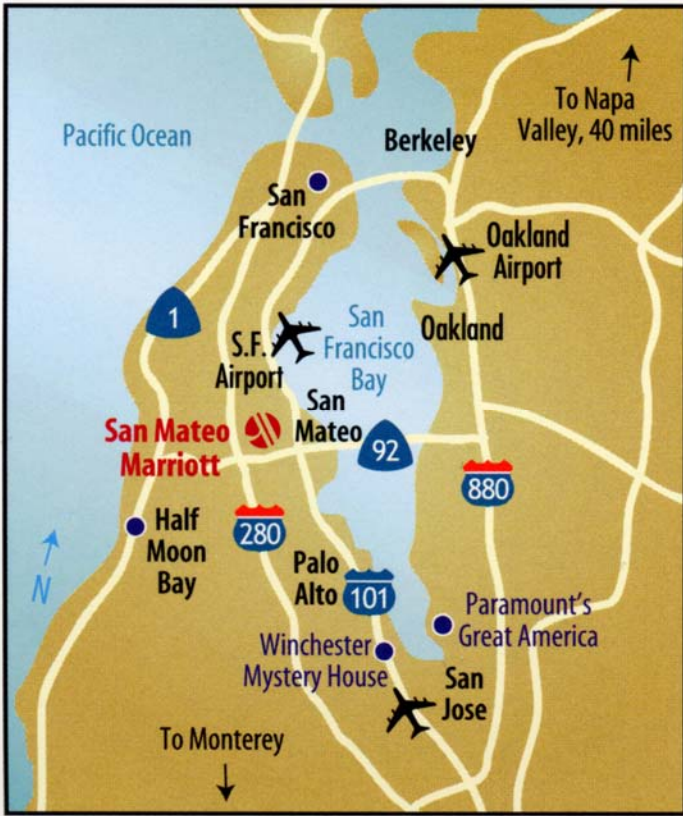 To Napa
Valley, 40 miles
Pacific Ocean
Berkeley
San
Francisco
Oakland
Airport
1
San
Francisco
Bay
S.F.
Airport
Oakland
San
Mateo
San Mateo
Marriott
92
880
280
Half
Moon
Bay
N
Palo
Alto
101
Paramount's
Great America
Winchester
Mystery House
San
Jose
To Monterey